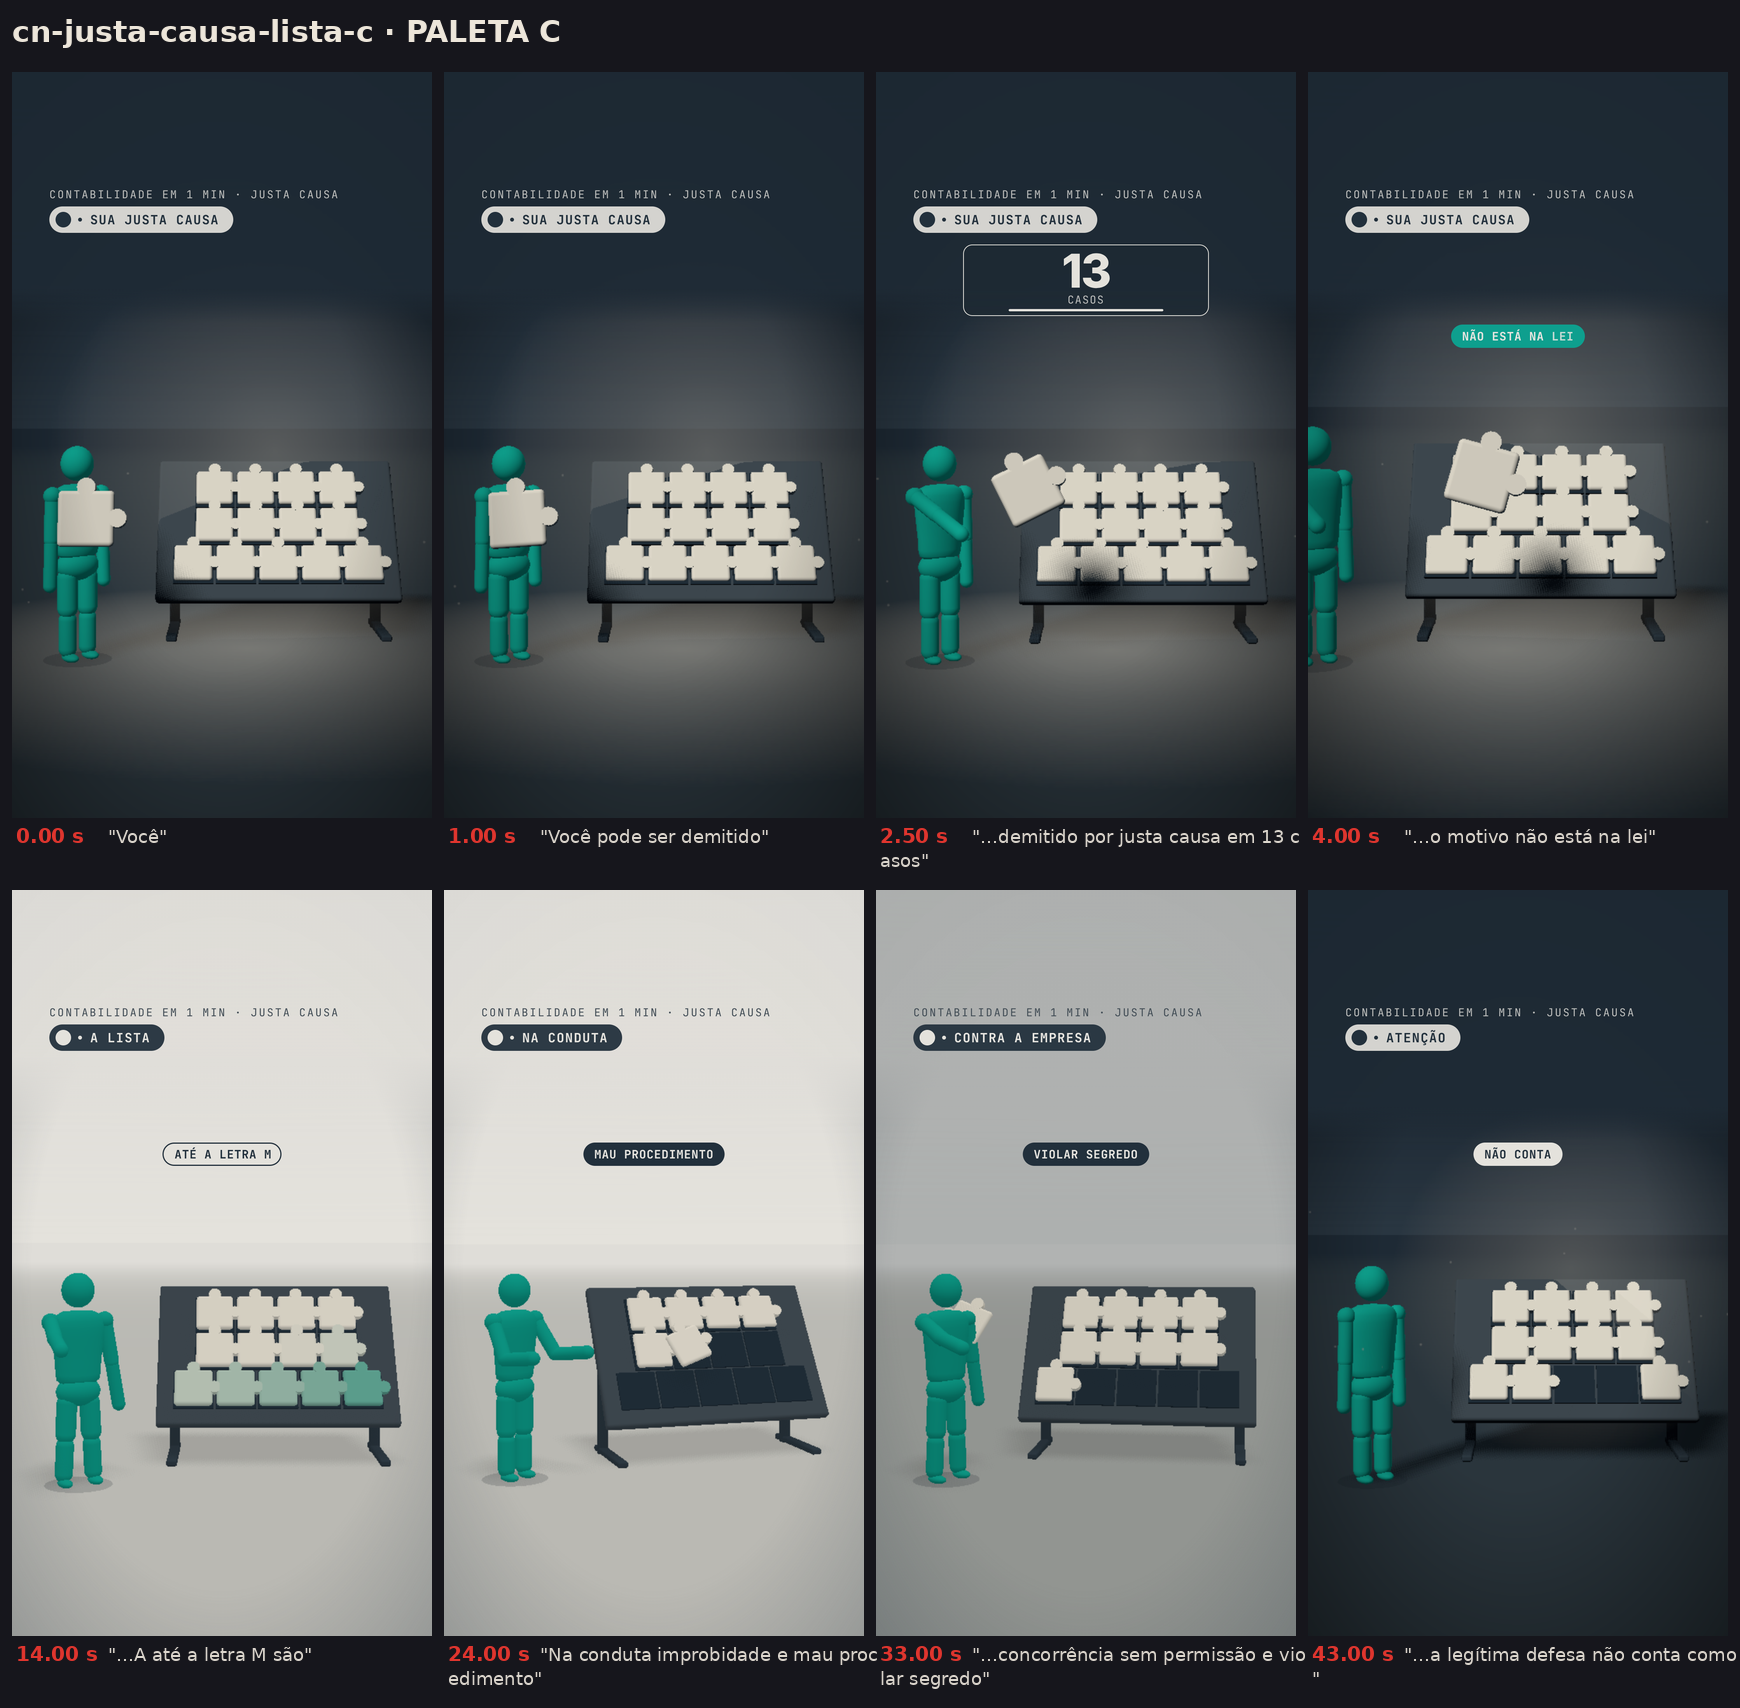 cn-justa-causa-lista-c · PALETA C
CONTABILIDADE EM 1 MIN · JUSTA CAUSA
• SUA JUSTA CAUSA
CONTABILIDADE EM 1 MIN · JUSTA CAUSA
• SUA JUSTA CAUSA
CONTABILIDADE EM 1 MIN · JUSTA CAUSA
• SUA JUSTA CAUSA
13
CASOS
CONTABILIDADE EM 1 MIN · JUSTA CAUSA
• SUA JUSTA CAUSA
NÃO ESTÁ NA LEI
0.00 s "Você"
1.00 s "Você pode ser demitido"
2.50 s "...demitido por justa causa em 13 c
asos"
4.00 s "...o motivo não está na lei"
CONTABILIDADE EM 1 MIN · JUSTA CAUSA
• A LISTA
ATÉ A LETRA M
CONTABILIDADE EM 1 MIN · JUSTA CAUSA
• NA CONDUTA
MAU PROCEDIMENTO
CONTABILIDADE EM 1 MIN · JUSTA CAUSA
• CONTRA A EMPRESA
VIOLAR SEGREDO
CONTABILIDADE EM 1 MIN · JUSTA CAUSA
• ATENÇÃO
NÃO CONTA
14.00 s "...A até a letra M são"
24.00 s "Na conduta improbidade e mau proc
edimento"
33.00 s "...concorrência sem permissão e vio
lar segredo"
43.00 s "...a legítima defesa não conta como
"